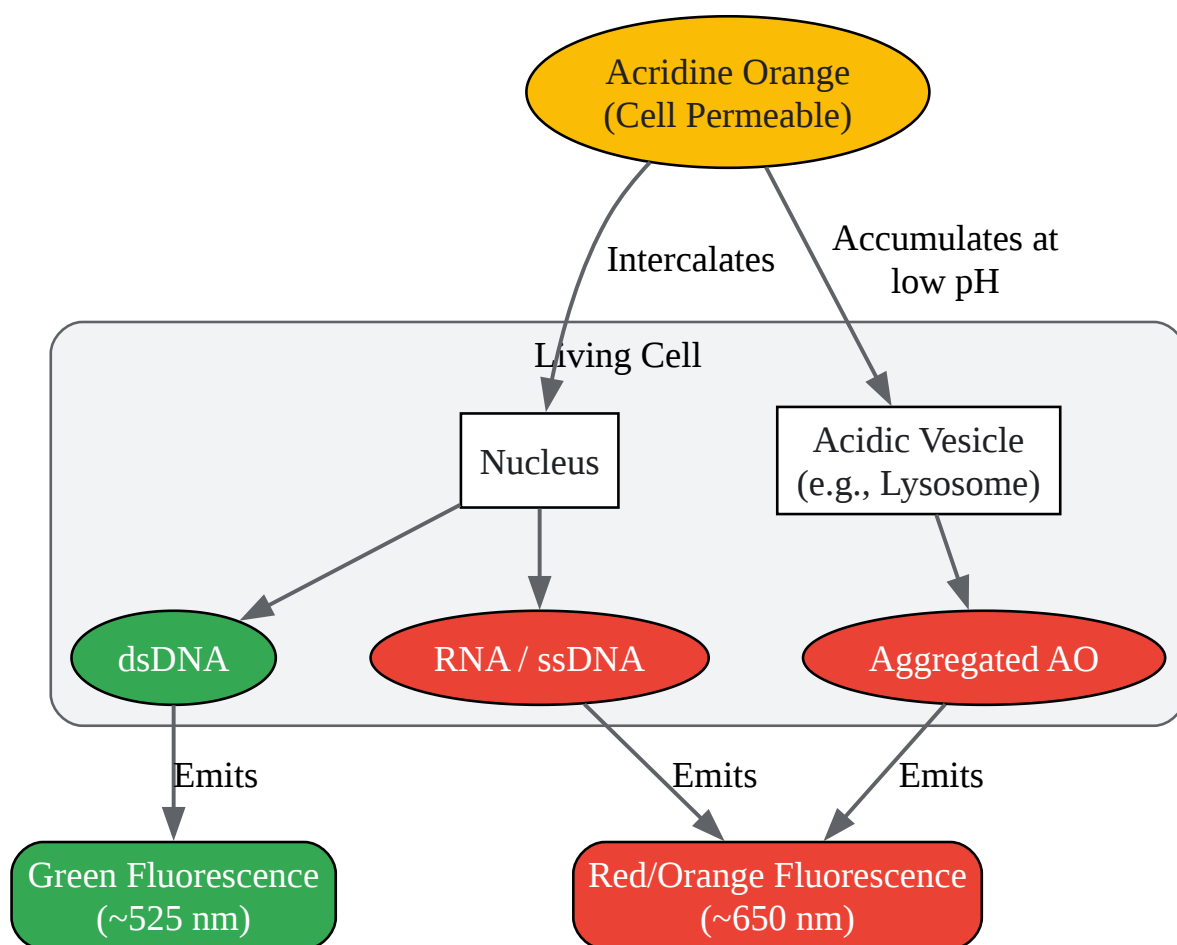 Acridine Orange
(Cell Permeable)
Intercalates
Accumulates at
low pH
Living Cell
Nucleus
Acidic Vesicle
(e.g., Lysosome)
dsDNA
RNA / ssDNA
Aggregated AO
Emits
Emits
Emits
Green Fluorescence
(~525 nm)
Red/Orange Fluorescence
(~650 nm)